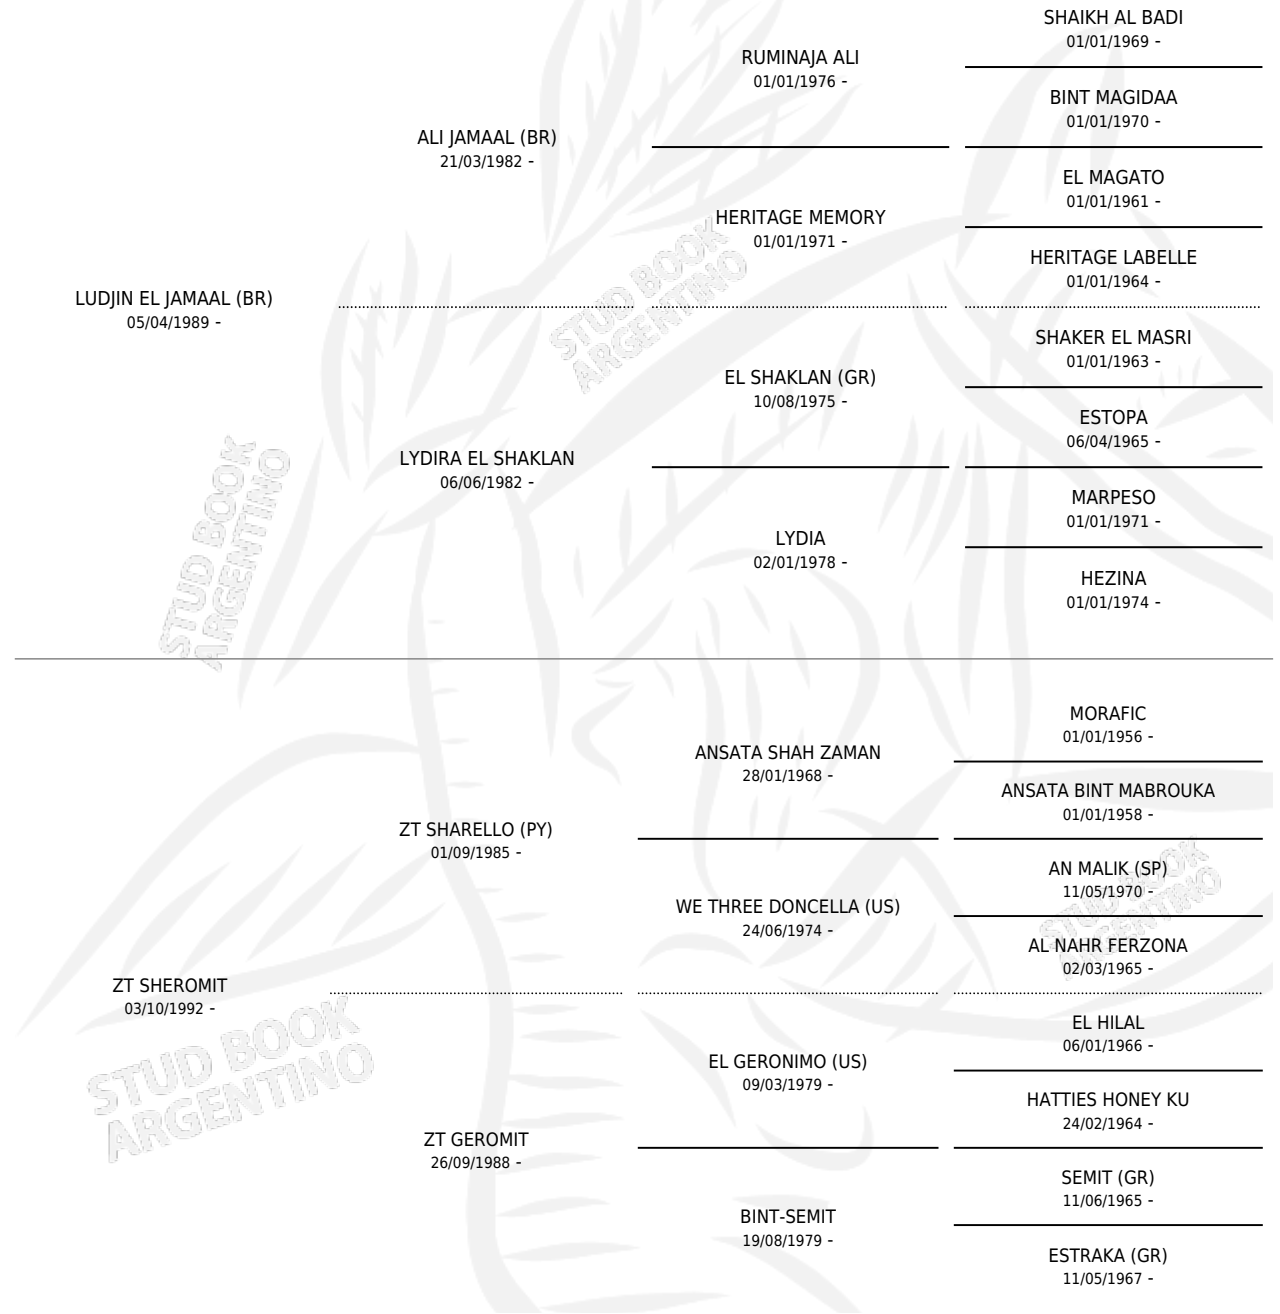 SHAIKH AL BADI
01/01/1969 -
RUMINAJA ALI
01/01/1976 -
BINT MAGIDAA
01/01/1970 -
ALI JAMAAL (BR)
21/03/1982 -
EL MAGATO
01/01/1961 -
HERITAGE MEMORY
01/01/1971 -
HERITAGE LABELLE
01/01/1964 -
LUDJIN EL JAMAAL (BR)
05/04/1989 -
SHAKER EL MASRI
01/01/1963 -
EL SHAKLAN (GR)
10/08/1975 -
ESTOPA
06/04/1965 -
LYDIRA EL SHAKLAN
06/06/1982 -
MARPESO
01/01/1971 -
LYDIA
02/01/1978 -
HEZINA
01/01/1974 -
MORAFIC
01/01/1956 -
ANSATA SHAH ZAMAN
28/01/1968 -
ANSATA BINT MABROUKA
01/01/1958 -
ZT SHARELLO (PY)
01/09/1985 -
AN MALIK (SP)
11/05/1970 -
WE THREE DONCELLA (US)
24/06/1974 -
AL NAHR FERZONA
02/03/1965 -
ZT SHEROMIT
03/10/1992 -
EL HILAL
06/01/1966 -
EL GERONIMO (US)
09/03/1979 -
HATTIES HONEY KU
24/02/1964 -
ZT GEROMIT
26/09/1988 -
SEMIT (GR)
11/06/1965 -
BINT-SEMIT
19/08/1979 -
ESTRAKA (GR)
11/05/1967 -
STUD BOOK
ARGENTINO
STUD BOOK
ARGENTINO
STUD BOOK
ARGENTINO
STUD BOOK
ARGENTINO